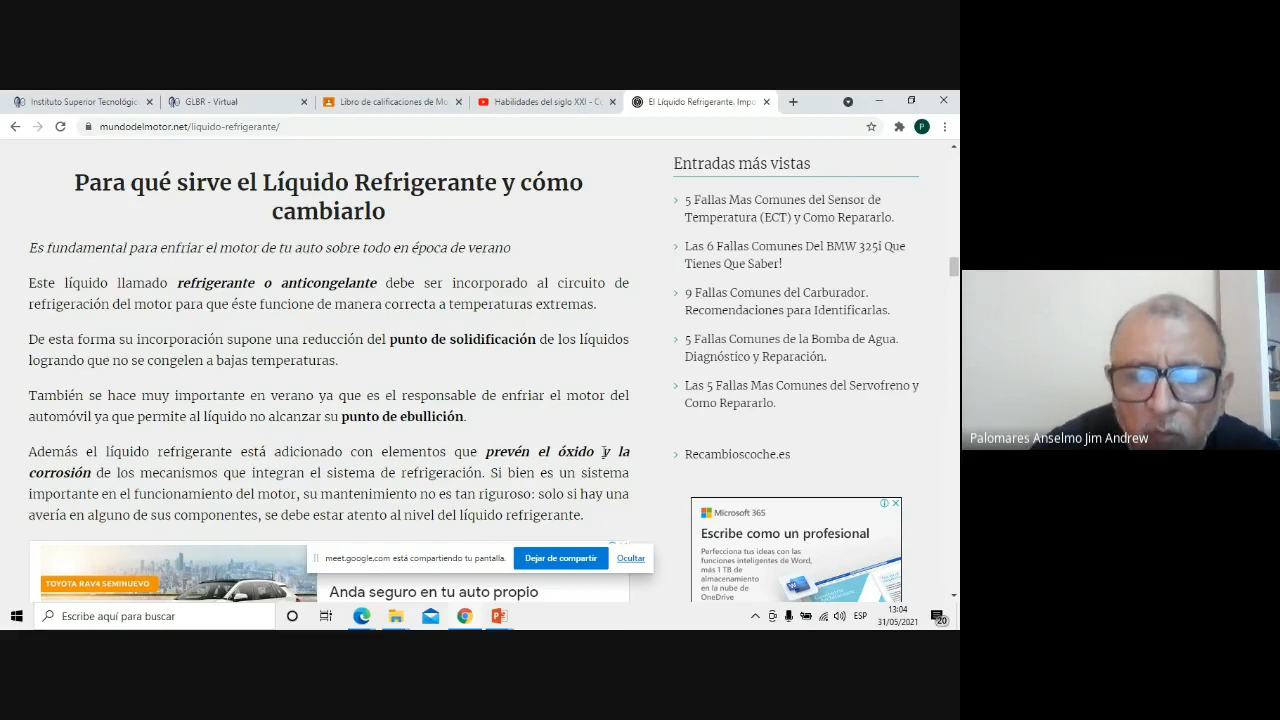 Instituto Superior Tecnológic
GLBR - Virtual
Libro de calificaciones de Mo
Habilidades del siglo XXI - C
El Líquido Refrigerante. Impo
mundodelmotor.net/liquido-refrigerante/
P
Para qué sirve el Líquido Refrigerante y cómo
cambiarlo
Es fundamental para enfriar el motor de tu auto sobre todo en época de verano
Este líquido llamado refrigerante o anticongelante debe ser incorporado al circuito de
refrigeración del motor para que éste funcione de manera correcta a temperaturas extremas.
De esta forma su incorporación supone una reducción del punto de solidificación de los líquidos
logrando que no se congelen a bajas temperaturas.
También se hace muy importante en verano ya que es el responsable de enfriar el motor del
automóvil ya que permite al líquido no alcanzar su punto de ebullición.
Además el líquido refrigerante está adicionado con elementos que prevén el óxido y la
corrosión de los mecanismos que integran el sistema de refrigeración. Si bien es un sistema
importante en el funcionamiento del motor, su mantenimiento no es tan riguroso: solo si hay una
avería en alguno de sus componentes, se debe estar atento al nivel del líquido refrigerante.
TOYOTA RAV4 SEMINUEVO
Anda seguro en tu auto propio
meet.google.com está compartiendo tu pantalla.
Dejar de compartir
Ocultar
Entradas más vistas
5 Fallas Mas Comunes del Sensor de
Temperatura (ECT) y Como Repararlo.
Las 6 Fallas Comunes Del BMW 325i Que
Tienes Que Saber!
9 Fallas Comunes del Carburador.
Recomendaciones para Identificarlas.
5 Fallas Comunes de la Bomba de Agua.
Diagnóstico y Reparación.
Las 5 Fallas Mas Comunes del Servofreno y
Como Repararlo.
Recambioscoche.es
Microsoft 365
Escribe como un profesional
Perfecciona tus ideas con las
funciones inteligentes de Word,
más 1 TB de
almacenamiento
en la nube de
OneDrive
Escribe aquí para buscar
ESP
13:04
31/05/2021
20
Palomares Anselmo Jim Andrew